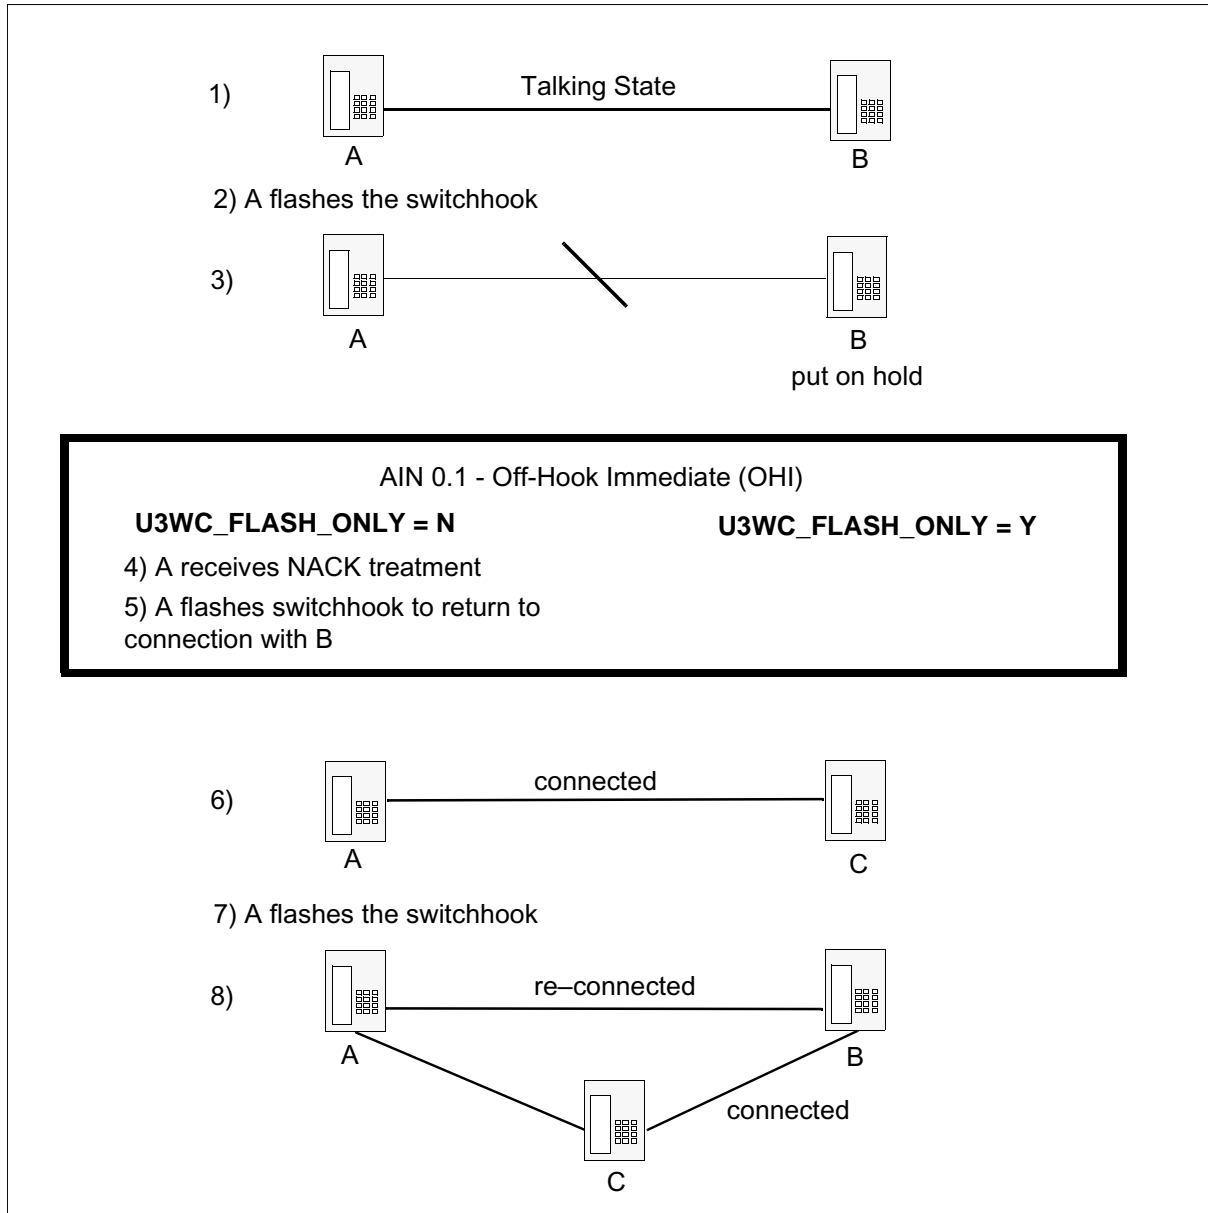 1)
Talking State
A
B
2) A flashes the switchhook
3)
A
B
put on hold
AIN 0.1 - Off-Hook Immediate (OHI)
U3WC_FLASH_ONLY = N
U3WC_FLASH_ONLY = Y
4) A receives NACK treatment
5) A flashes switchhook to return to
connection with B
6)
connected
A
C
7) A flashes the switchhook
8)
re–connected
A
B
connected
C